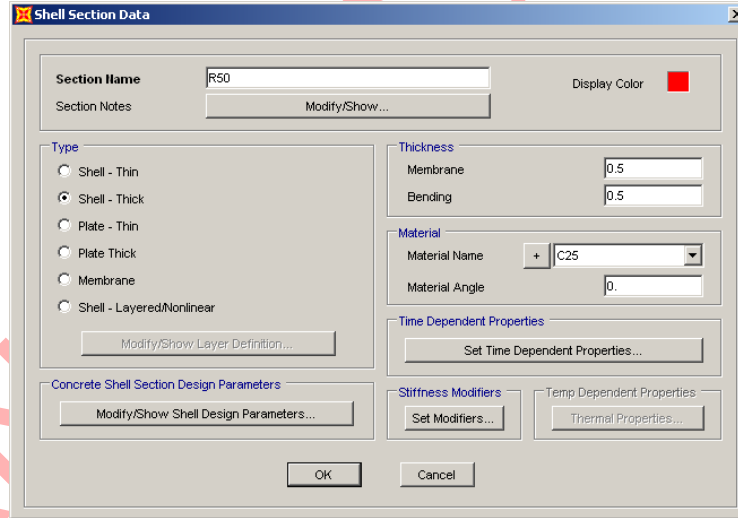 Shell Section Data
Section Name R50 Display Color
Section Notes Modify/Show...
Type
Shell - Thin
Shell - Thick
Plate - Thin
Plate Thick
Membrane
Shell - Layered/Nonlinear
Modify/Show Layer Definition...
Concrete Shell Section Design Parameters
Modify/Show Shell Design Parameters...
Thickness
Membrane 0.5
Bending 0.5
Material
Material Name + C25
Material Angle 0.
Time Dependent Properties
Set Time Dependent Properties...
Stiffness Modifiers
Set Modifiers...
Temp Dependent Properties
Thermal Properties...
OK Cancel